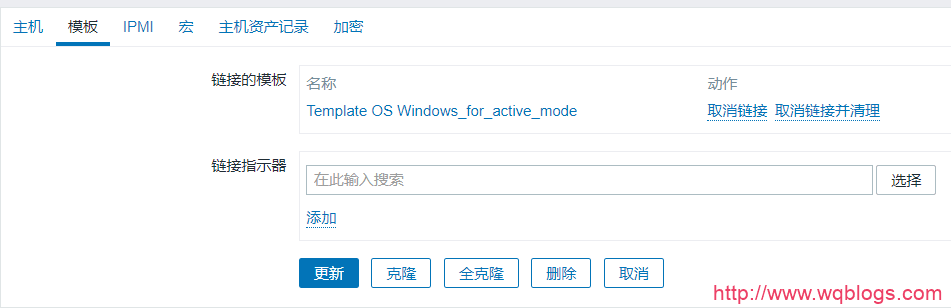 主机 模板 IPMI 宏 主机资产记录 加密
链接的模板 名称 动作
Template OS Windows_for_active_mode 取消链接 取消链接并清理
链接指示器
在此输入搜索 选择
添加
更新 克隆 全克隆 删除 取消
http://www.wqblogs.com